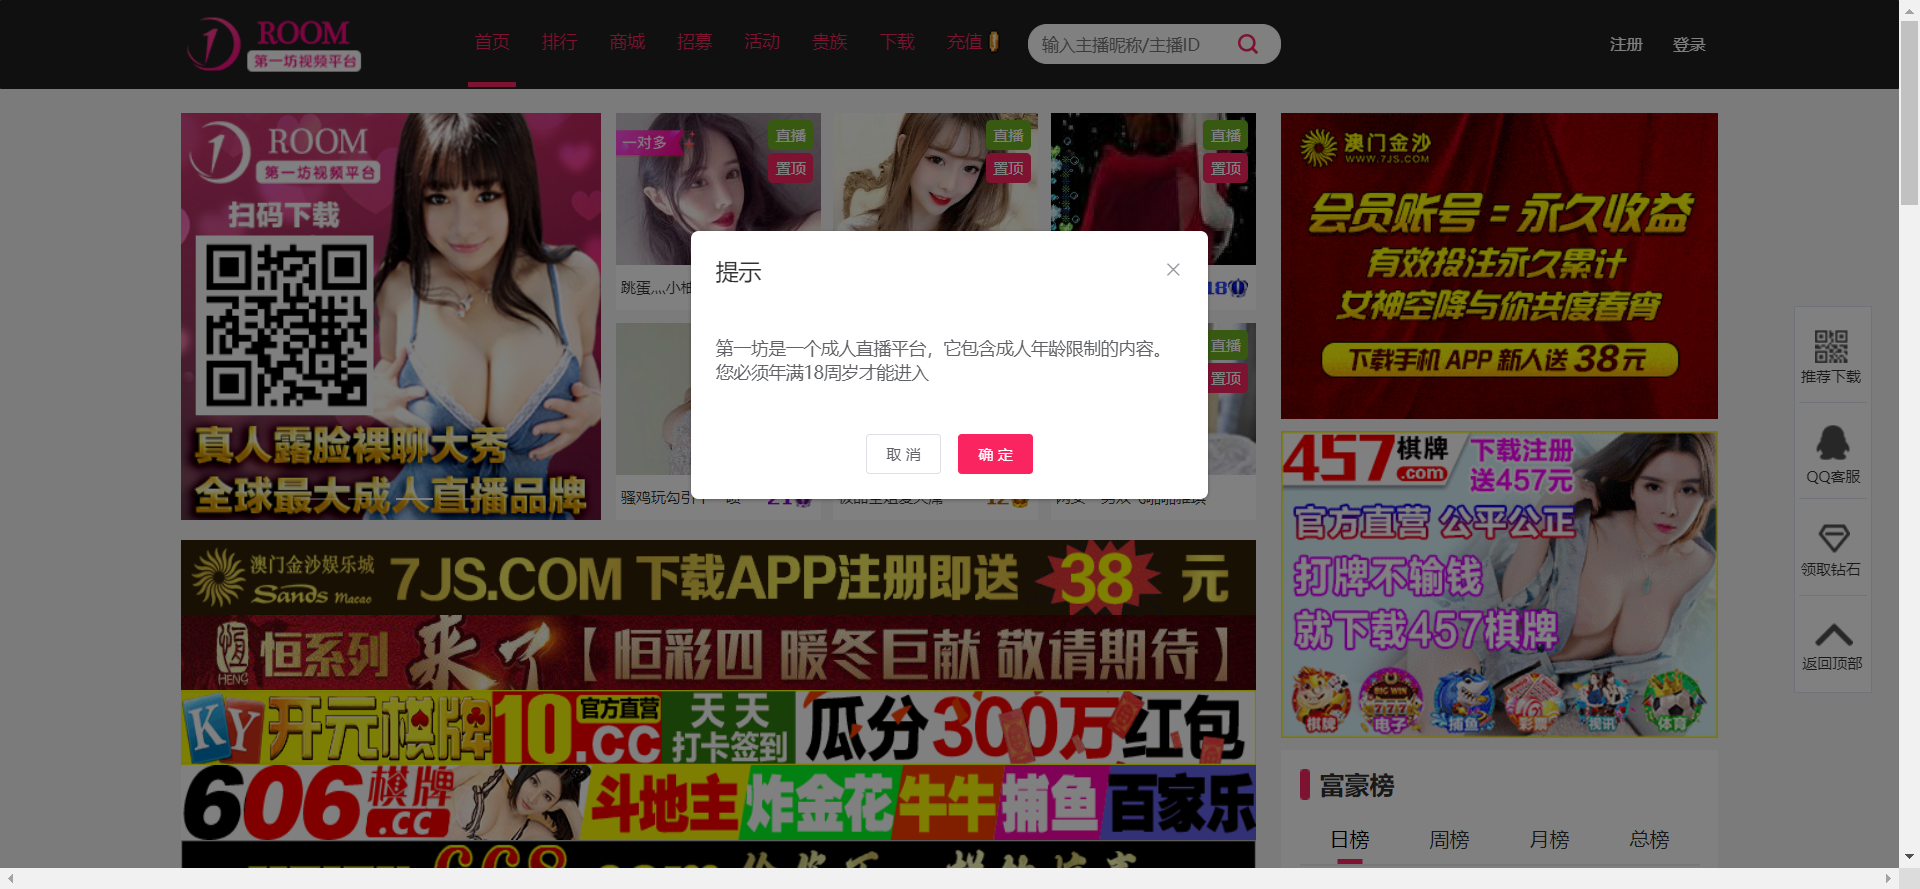 ROOM
第一坊视频平台
首页 排行 商城 招募 活动 贵族 下载 充值
输入主播昵称/主播ID
注册 登录
ROOM
第一坊视频平台
扫码下载
真人露脸裸聊大秀
全球最大成人直播品牌
一对多
直播
置顶
直播
置顶
直播
置顶
跳蛋灬小柚
18
直播
置顶
骚鸡玩勾引
21
12
提示
第一坊是一个成人直播平台，它包含成人年龄限制的内容。
您必须年满18周岁才能进入
取 消
确 定
澳门金沙
WWW.7JS.COM
会员账号=永久收益
有效投注永久累计
女神空降与你共度春宵
下载手机 APP 新人送 38元
457棋牌
.com
下载注册
送457元
官方直营 公平公正
打牌不输钱
就下载457棋牌
BIG WIN
777
棋牌 电子 捕鱼 彩票 视讯 体育
推荐下载
QQ客服
领取钻石
返回顶部
澳门金沙娱乐城
Sands Macao
7JS.COM 下载APP注册即送 38 元
恒
HENG
恒系列 来了【恒彩四 暖冬巨献 敬请期待】
KY 开元棋牌 10.cc 官方直营 天天打卡签到 瓜分300万红包
606棋牌.cc 斗地主 炸金花 牛牛 捕鱼 百家乐
富豪榜
日榜 周榜 月榜 总榜